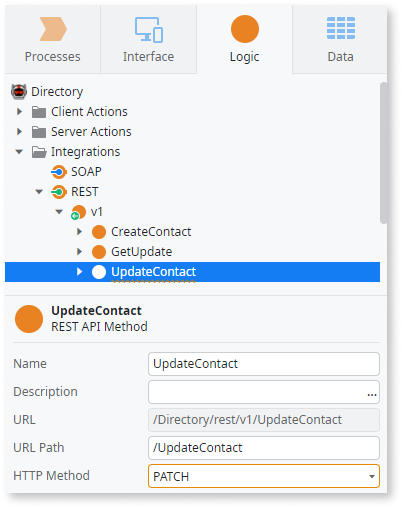 Processes Interface Logic Data
Directory
Client Actions
Server Actions
Integrations
SOAP
REST
v1
CreateContact
GetUpdate
UpdateContact
UpdateContact
REST API Method
Name UpdateContact
Description ...
URL /Directory/rest/v1/UpdateContact
URL Path /UpdateContact
HTTP Method PATCH